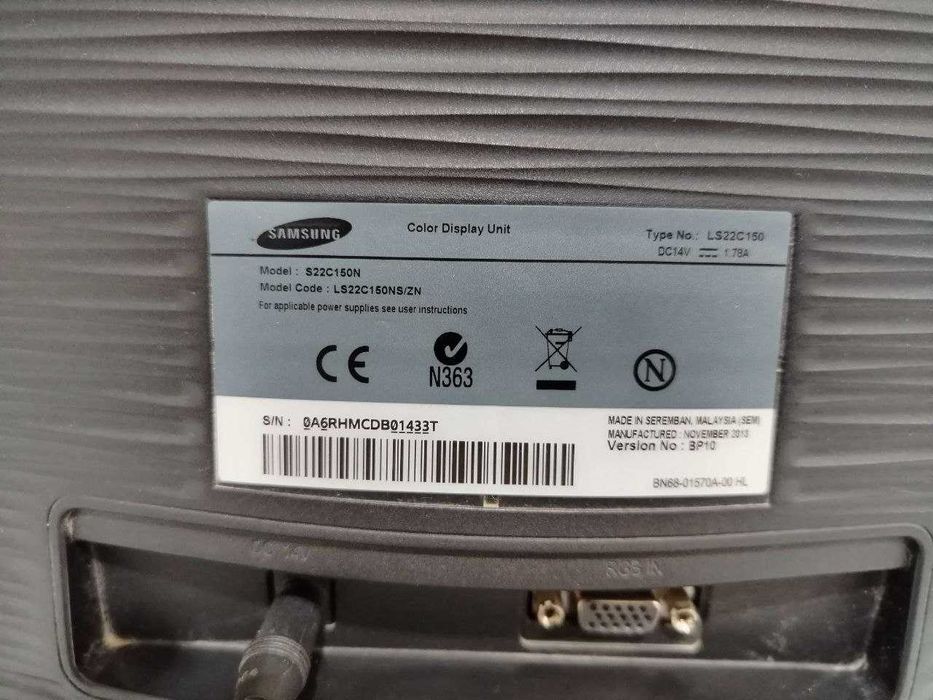 SAMSUNG
Color Display Unit
Type No.: LS22C150
DC14V 1.78A
Model : S22C150N
Model Code : LS22C150NS/ZN
For applicable power supplies see user instructions
CE
N363
N
S/N : 0A6RHMCDB01433T
MADE IN SEREMBAN, MALAYSIA (SEM)
MANUFACTURED : NOVEMBER 2013
Version No : BP10
BN68-01570A-00 HL
DC 14V
RGB IN